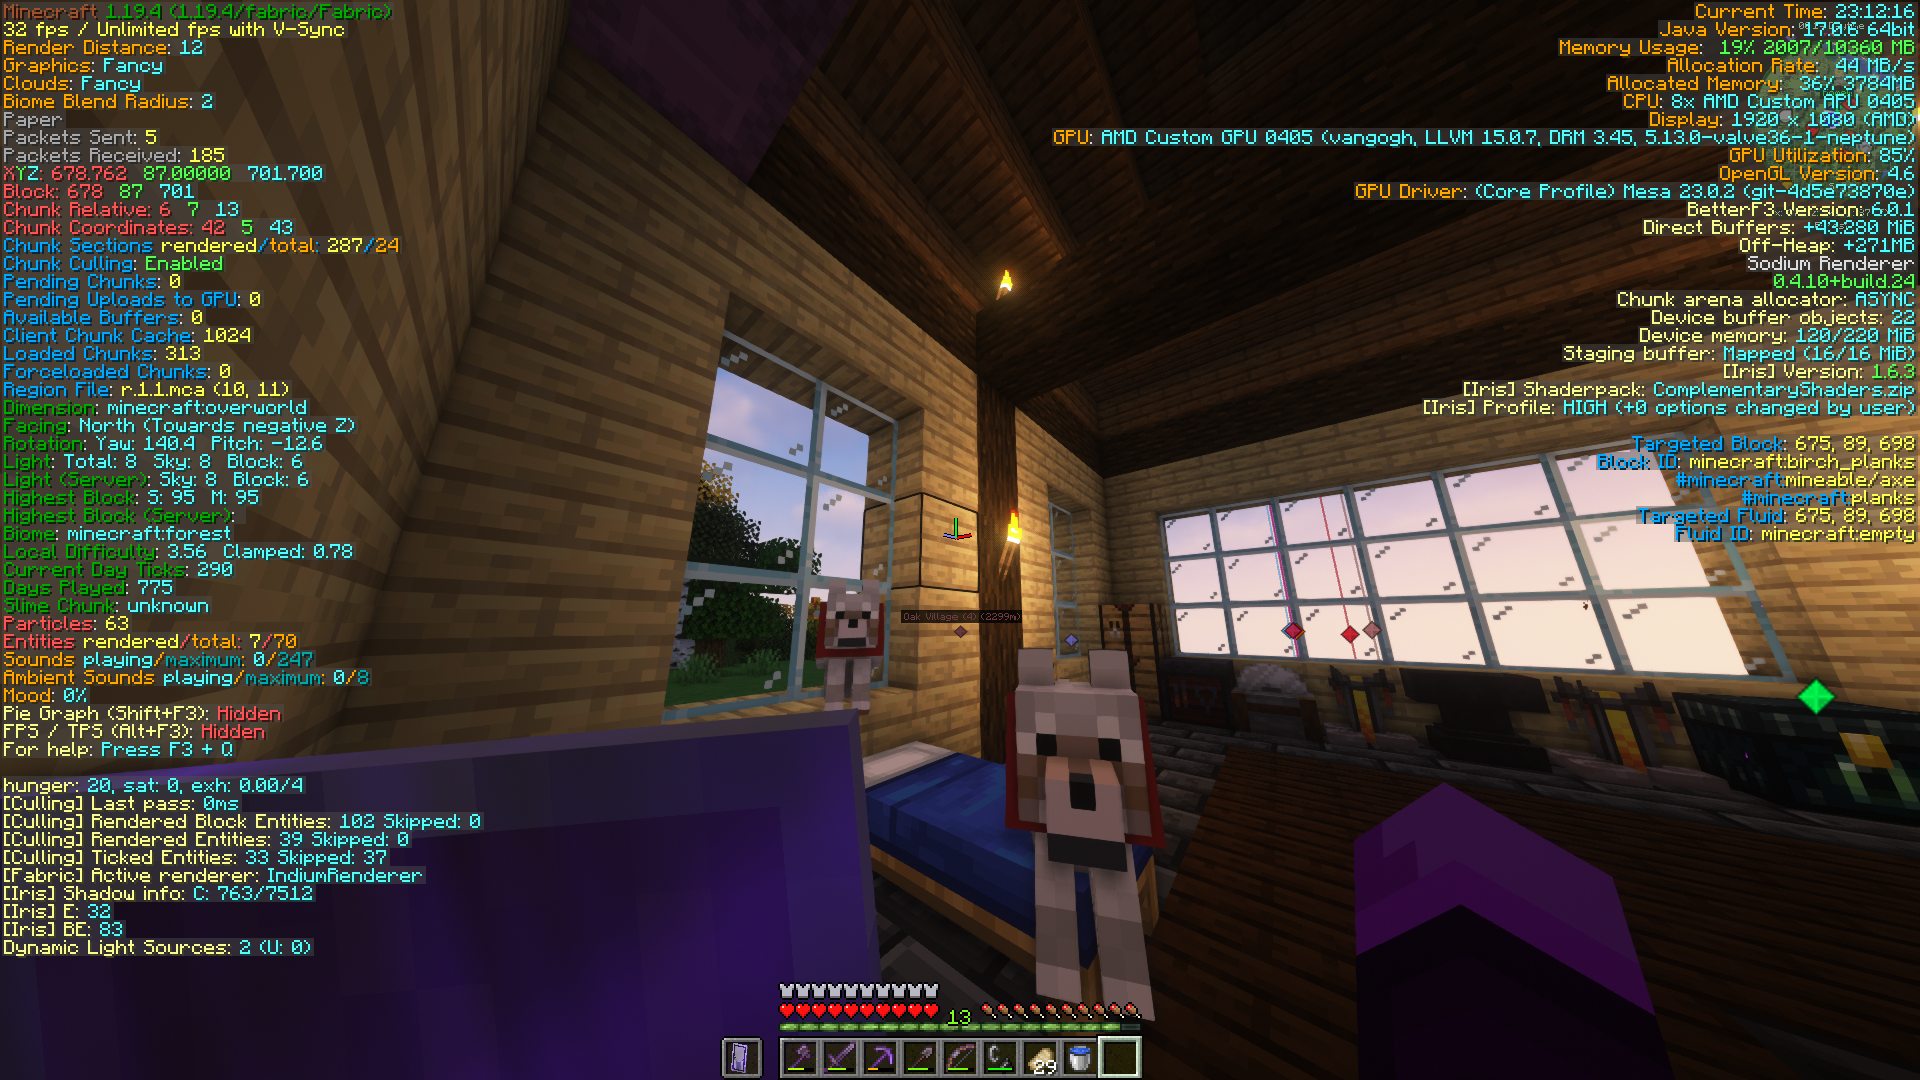 Minecraft 1.19.4 (1.19.4/fabric/Fabric)
32 fps / Unlimited fps with V-Sync
Render Distance: 12
Graphics: Fancy
Clouds: Fancy
Biome Blend Radius: 2
Paper
Packets Sent: 5
Packets Received: 185
XYZ: 678.762 87.00000 701.700
Block: 678 87 701
Chunk Relative: 6 7 13
Chunk Coordinates: 42 5 43
Chunk Sections rendered/total: 287/24
Chunk Culling: Enabled
Pending Chunks: 0
Pending Uploads to GPU: 0
Available Buffers: 0
Client Chunk Cache: 1024
Loaded Chunks: 313
Forceloaded Chunks: 0
Region File: r.1.1.mca (10, 11)
Dimension: minecraft:overworld
Facing: North (Towards negative Z)
Rotation: Yaw: 140.4 Pitch: -12.6
Light: Total: 8 Sky: 8 Block: 6
Light (Server): Sky: 8 Block: 6
Highest Block: S: 95 M: 95
Highest Block (Server):
Biome: minecraft:forest
Local Difficulty: 3.56 Clamped: 0.78
Current Day Ticks: 290
Days Played: 775
Slime Chunk: unknown
Particles: 63
Entities rendered/total: 7/70
Sounds playing/maximum: 0/247
Ambient Sounds playing/maximum: 0/8
Mood: 0%
Pie Graph (Shift+F3): Hidden
FPS / TPS (Alt+F3): Hidden
For help: Press F3 + Q
hunger: 20, sat: 0, exh: 0.00/4
[Culling] Last pass: 0ms
[Culling] Rendered Block Entities: 102 Skipped: 0
[Culling] Rendered Entities: 39 Skipped: 0
[Culling] Ticked Entities: 33 Skipped: 37
[Fabric] Active renderer: IndiumRenderer
[Iris] Shadow info: C: 763/7512
[Iris] E: 32
[Iris] BE: 83
Dynamic Light Sources: 2 (U: 0)
Current Time: 23:12:16
Java Version: 17.0.6 64bit
Memory Usage: 19% 2007/10360 MB
Allocation Rate: 44 MB/s
Allocated Memory: 36% 3784MB
CPU: 8x AMD Custom APU 0405
Display: 1920 x 1080 (AMD)
GPU: AMD Custom GPU 0405 (vangogh, LLVM 15.0.7, DRM 3.45, 5.13.0-valve36-1-neptune)
GPU Utilization: 85%
OpenGL Version: 4.6
GPU Driver: (Core Profile) Mesa 23.0.2 (git-4d5e73870e)
BetterF3 Version: 6.0.1
Direct Buffers: +43.280 MiB
Off-Heap: +271MB
Sodium Renderer
0.4.10+build.24
Chunk arena allocator: ASYNC
Device buffer objects: 22
Device memory: 120/220 MiB
Staging buffer: Mapped (16/16 MiB)
[Iris] Version: 1.6.3
[Iris] Shaderpack: ComplementaryShaders.zip
[Iris] Profile: HIGH (+0 options changed by user)
Targeted Block: 675, 89, 698
Block ID: minecraft:birch_planks
#minecraft:mineable/axe
#minecraft:planks
Targeted Fluid: 675, 89, 698
Fluid ID: minecraft:empty
Oak Village (4) (2299m)
13
29